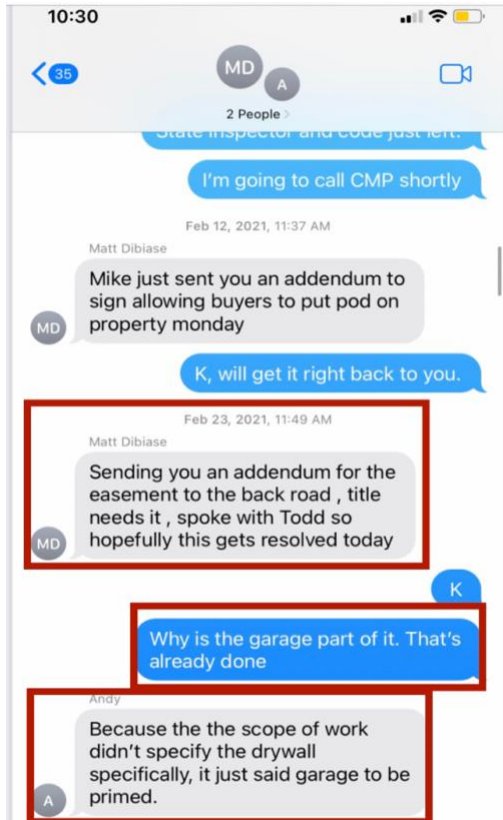 10:30
35
MD
A
2 People >
State inspector and code just left.
I'm going to call CMP shortly
Feb 12, 2021, 11:37 AM
Matt Dibiase
Mike just sent you an addendum to
sign allowing buyers to put pod on
property monday
MD
K, will get it right back to you.
Feb 23, 2021, 11:49 AM
Matt Dibiase
Sending you an addendum for the
easement to the back road , title
needs it , spoke with Todd so
hopefully this gets resolved today
MD
K
Why is the garage part of it. That's
already done
Andy
Because the the scope of work
didn't specify the drywall
specifically, it just said garage to be
primed.
A